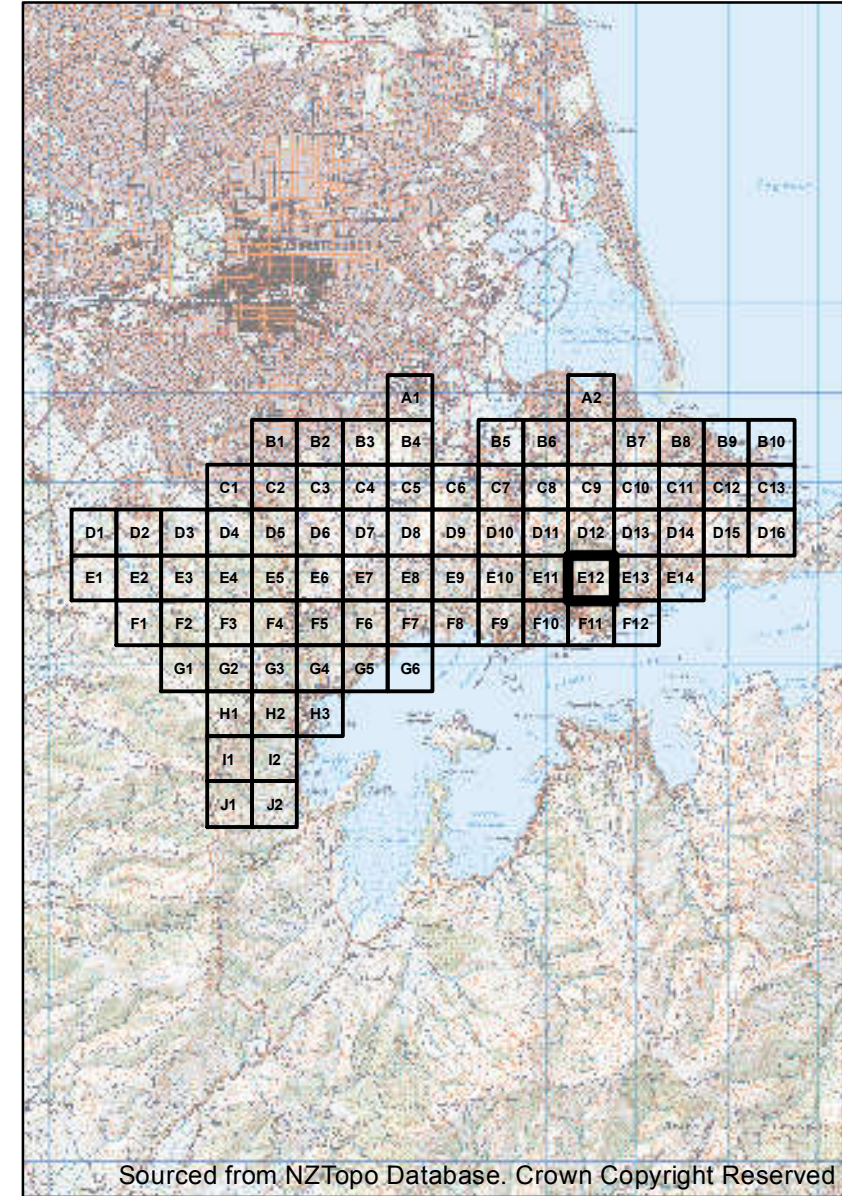 A1 A2
B1 B2 B3 B4 B5 B6 B7 B8 B9 B10
C1 C2 C3 C4 C5 C6 C7 C8 C9 C10 C11 C12 C13
D1 D2 D3 D4 D5 D6 D7 D8 D9 D10 D11 D12 D13 D14 D15 D16
E1 E2 E3 E4 E5 E6 E7 E8 E9 E10 E11 E12 E13 E14
F1 F2 F3 F4 F5 F6 F7 F8 F9 F10 F11 F12
G1 G2 G3 G4 G5 G6
H1 H2 H3
I1 I2
J1 J2
Sourced from NZTopo Database. Crown Copyright Reserved